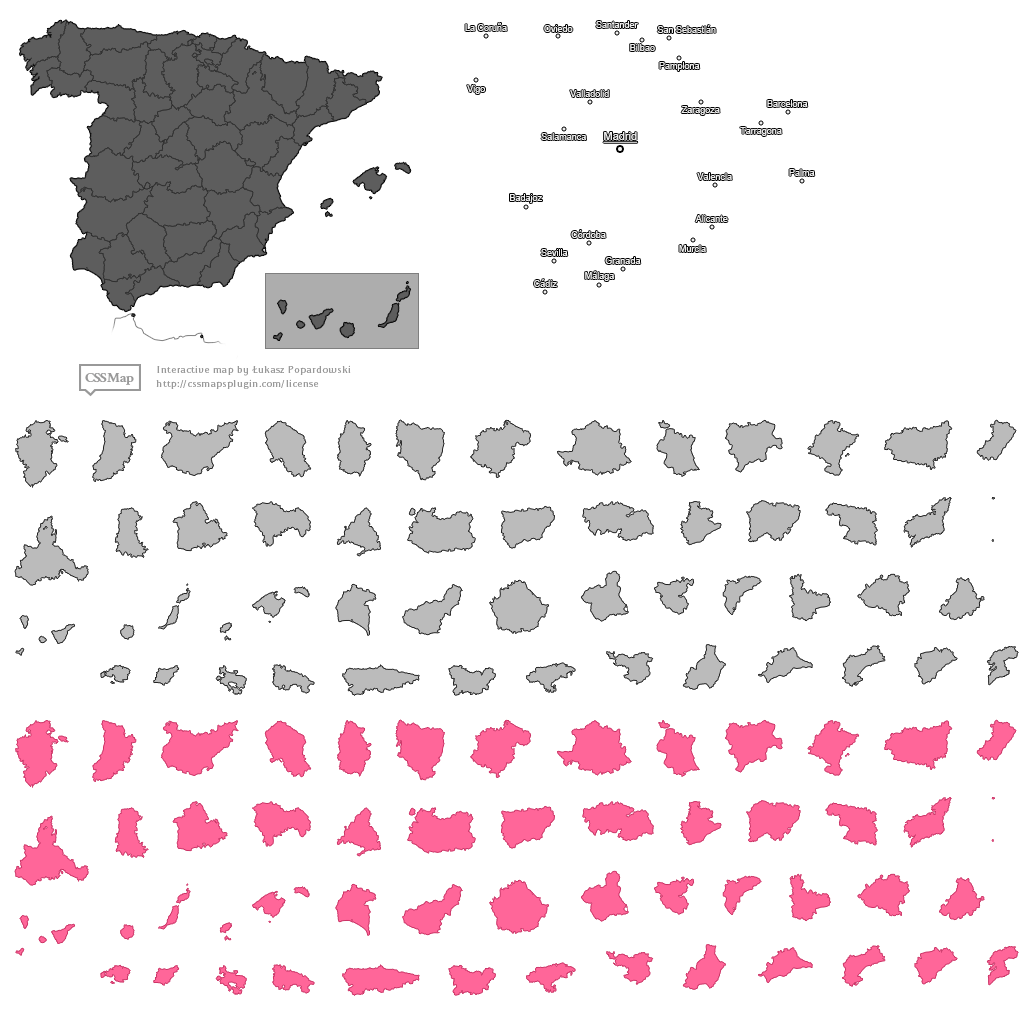 La Coruña
Oviedo
Santander
San Sebastián
Bilbao
Pamplona
Vigo
Valladolid
Zaragoza
Barcelona
Salamanca
Madrid
Tarragona
Valencia
Palma
Badajoz
Alicante
Córdoba
Sevilla
Murcia
Granada
Málaga
Cádiz
CSSMap
Interactive map by Łukasz Popardowski
http://cssmapsplugin.com/license